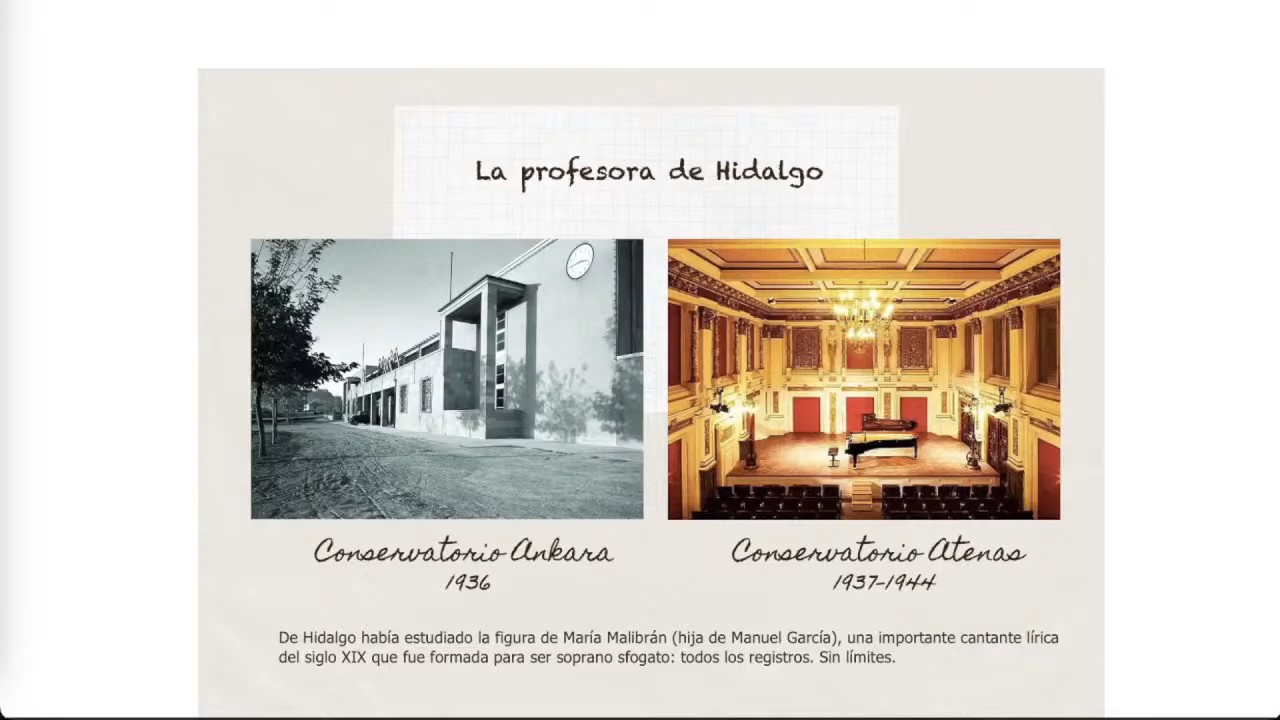 La profesora de Hidalgo
Conservatorio Ankara
1936
Conservatorio Atenas
1937-1944
De Hidalgo había estudiado la figura de María Malibrán (hija de Manuel García), una importante cantante lírica
del siglo XIX que fue formada para ser soprano sfogato: todos los registros. Sin límites.